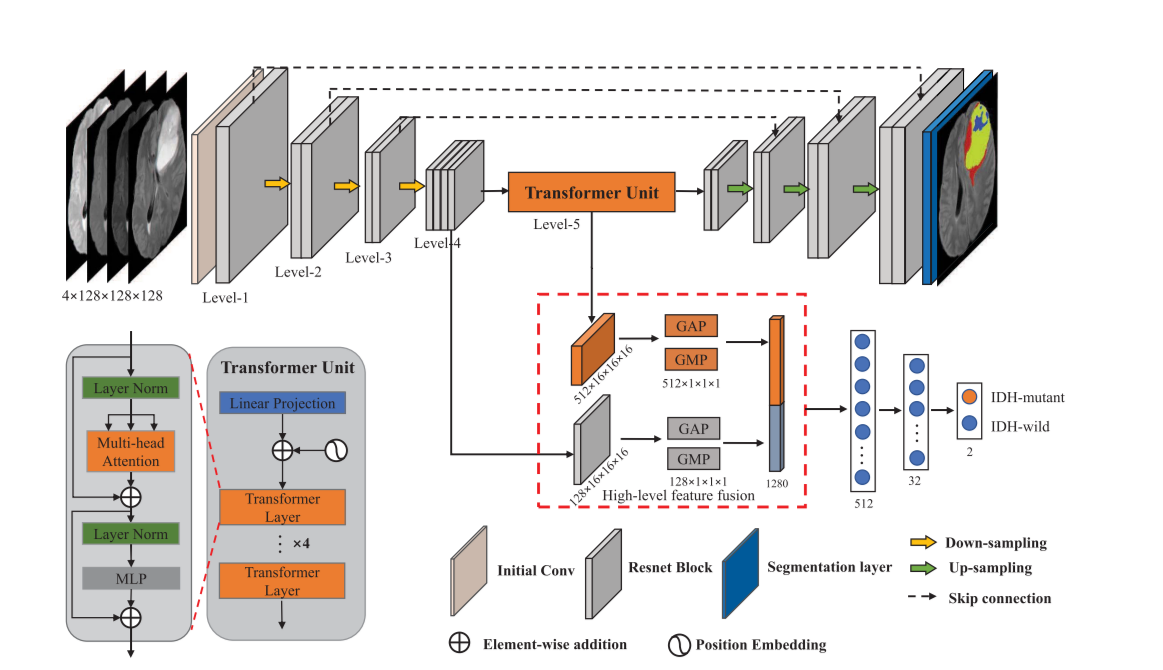 Transformer Unit
Level-5
Level-4
Level-3
Level-2
Level-1
4×128×128×128
512×16×16×16
GAP
GMP
512×1×1×1
128×16×16×16
GAP
GMP
128×1×1×1
1280
High-level feature fusion
512
32
2
IDH-mutant
IDH-wild
Layer Norm
Multi-head
Attention
Layer Norm
MLP
Transformer Unit
Linear Projection
Transformer
Layer
×4
Transformer
Layer
Initial Conv
Resnet Block
Segmentation layer
Down-sampling
Up-sampling
Skip connection
Element-wise addition
Position Embedding